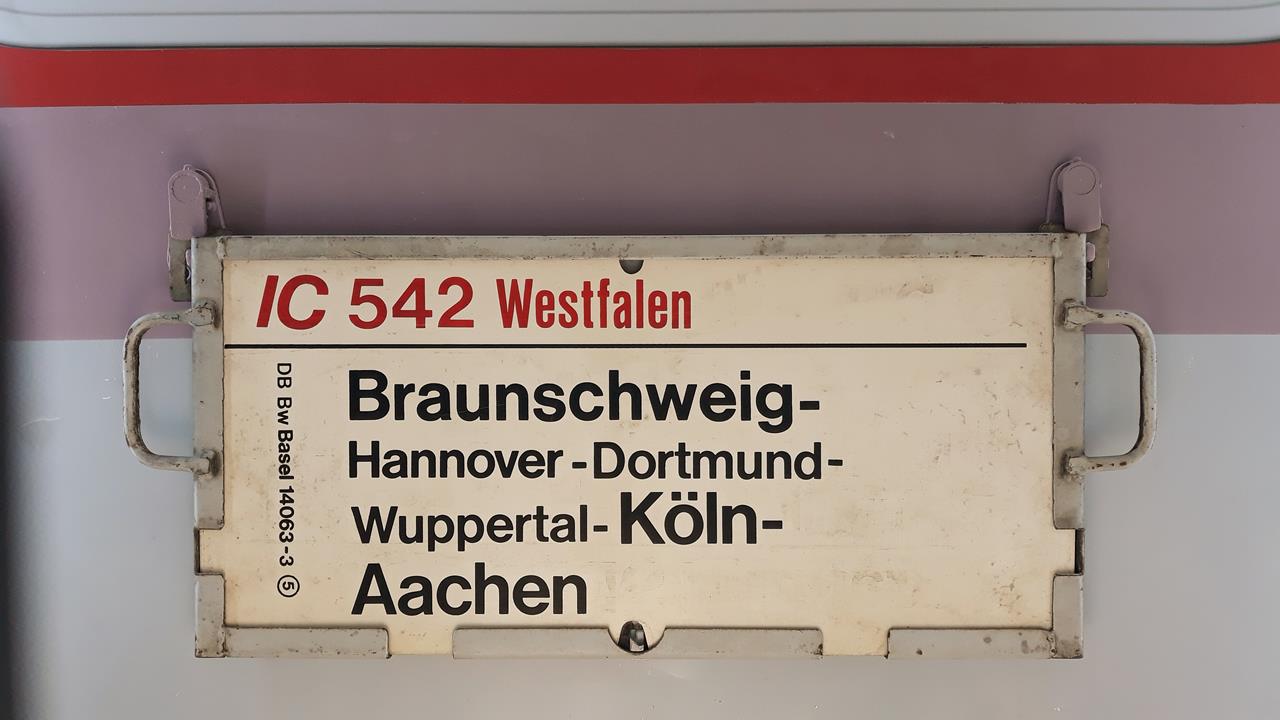 IC 542 Westfalen
DB Bw Basel 14063-3 5
Braunschweig-
Hannover-Dortmund-
Wuppertal-Köln-
Aachen